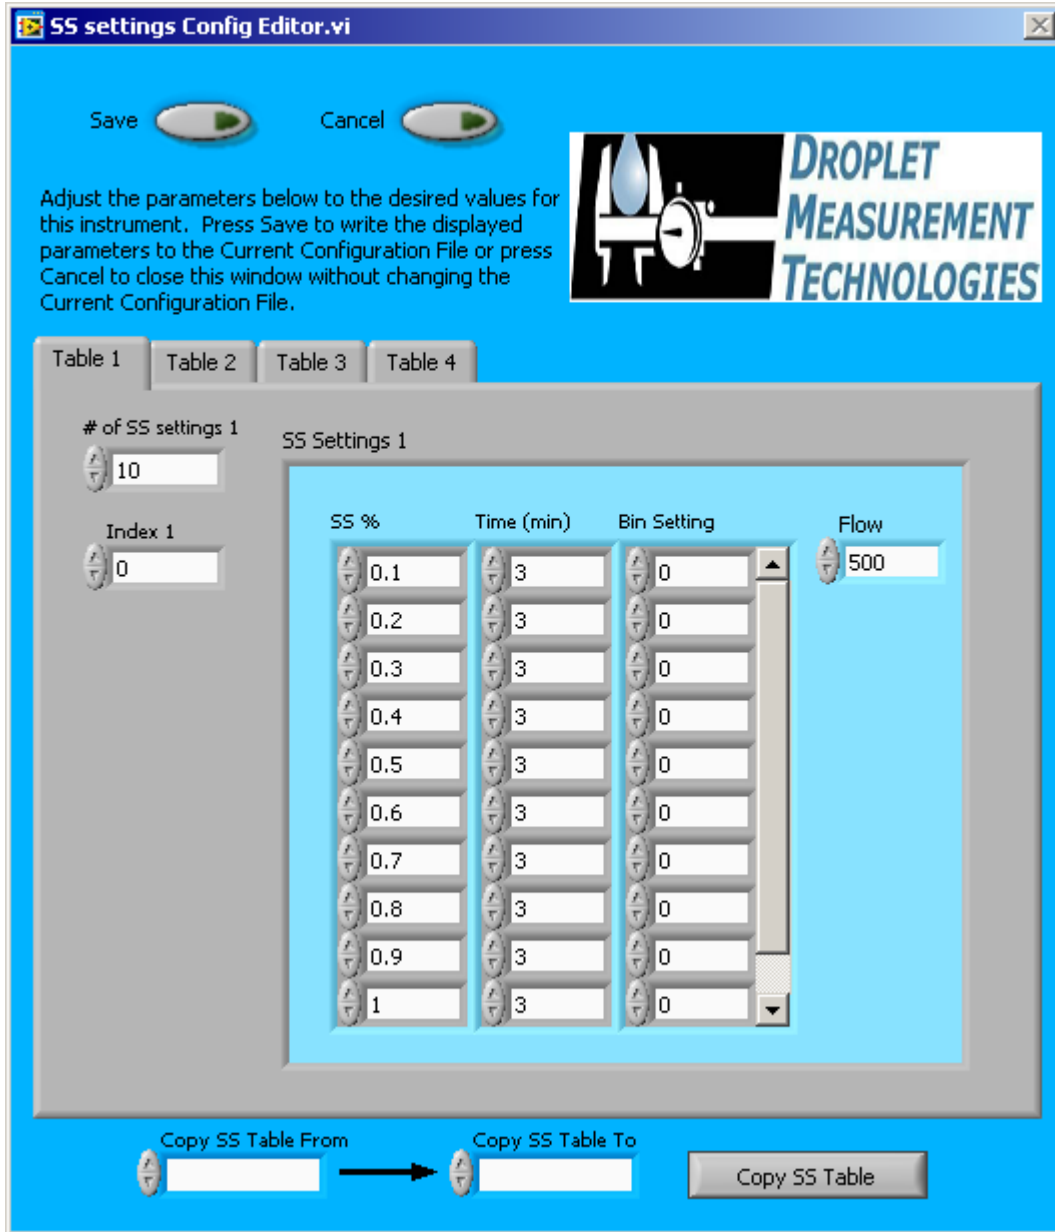 SS settings Config Editor.vi
Save
Cancel
Adjust the parameters below to the desired values for
this instrument. Press Save to write the displayed
parameters to the Current Configuration File or press
Cancel to close this window without changing the
Current Configuration File.
DROPLET
MEASUREMENT
TECHNOLOGIES
Table 1
Table 2
Table 3
Table 4
# of SS settings 1
10
Index 1
0
SS Settings 1
SS % Time (min) Bin Setting Flow
0.1 3 0 500
0.2 3 0
0.3 3 0
0.4 3 0
0.5 3 0
0.6 3 0
0.7 3 0
0.8 3 0
0.9 3 0
1 3 0
Copy SS Table From
Copy SS Table To
Copy SS Table